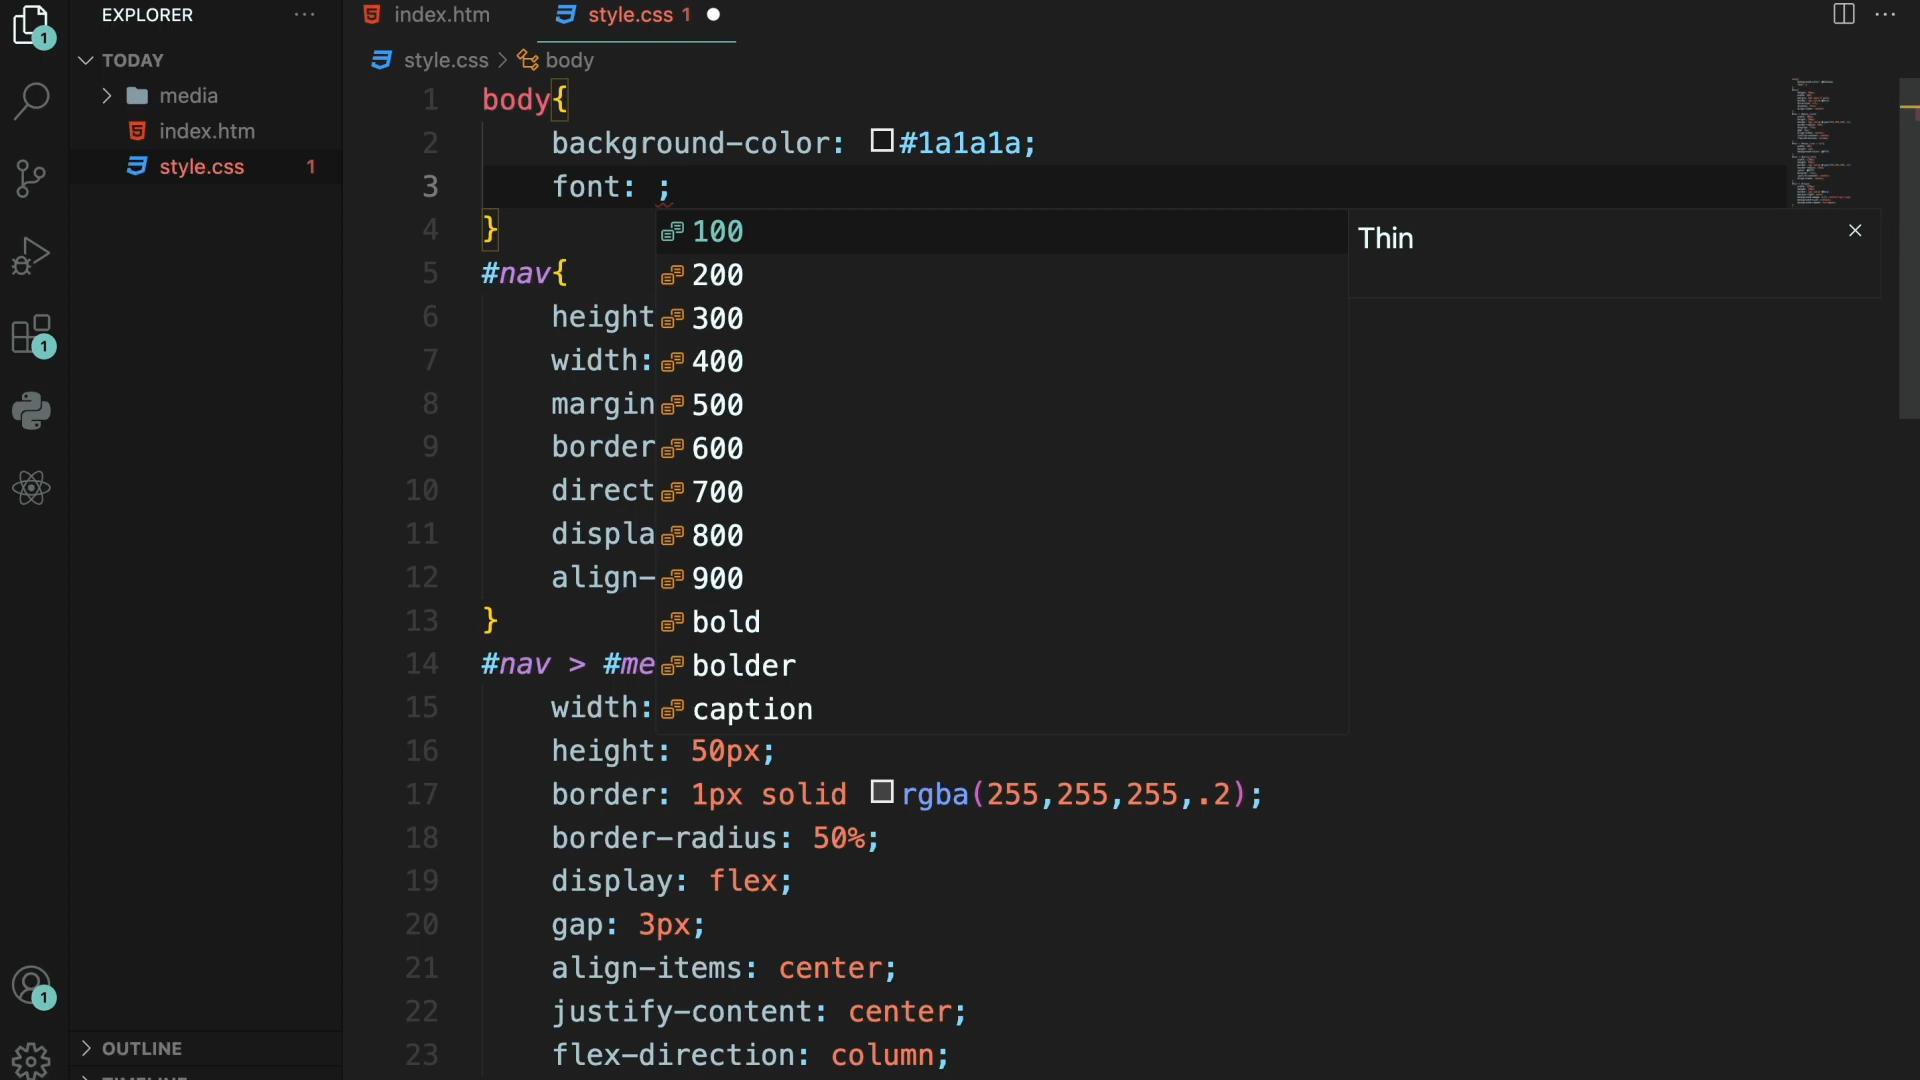 EXPLORER ···
index.htm
style.css 1
TODAY
media
index.htm
style.css 1
style.css > body
1 body{
2 background-color: #1a1a1a;
3 font: ;
4 }
5 #nav{
6 height
7 width:
8 margin
9 border
10 direct
11 displa
12 align-
13 }
14 #nav > #me
15 width:
16 height: 50px;
17 border: 1px solid rgba(255,255,255,.2);
18 border-radius: 50%;
19 display: flex;
20 gap: 3px;
21 align-items: center;
22 justify-content: center;
23 flex-direction: column;
100
200
300
400
500
600
700
800
900
bold
bolder
caption
Thin
1
1
1
OUTLINE